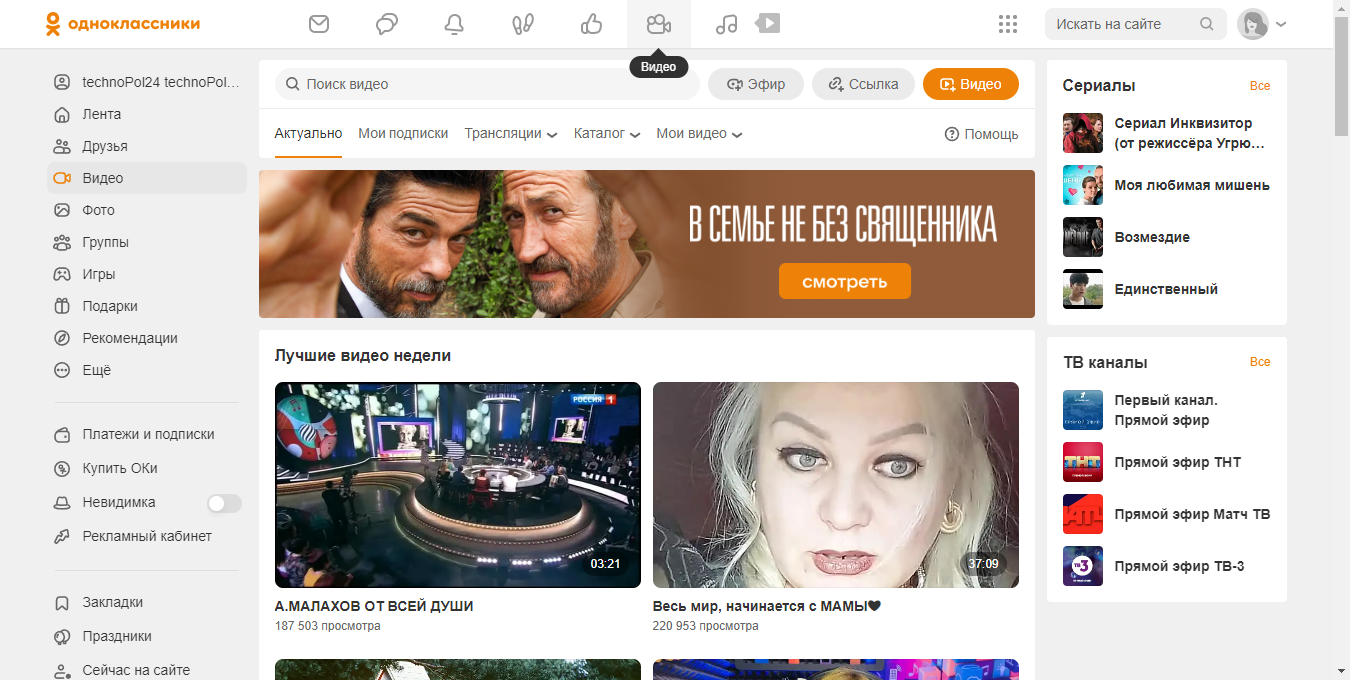 одноклассники
Искать на сайте
Видео
technoPol24 technoPol...
Лента
Друзья
Видео
Фото
Группы
Игры
Подарки
Рекомендации
Ещё
Платежи и подписки
Купить ОКи
Невидимка
Рекламный кабинет
Закладки
Праздники
Сейчас на сайте
Поиск видео
Эфир
Ссылка
Видео
Актуально
Мои подписки
Трансляции
Каталог
Мои видео
Помощь
В СЕМЬЕ НЕ БЕЗ СВЯЩЕННИКА
смотреть
Лучшие видео недели
РОССИЯ 1
03:21
А.МАЛАХОВ ОТ ВСЕЙ ДУШИ
187 503 просмотра
37:09
Весь мир, начинается с МАМЫ🖤
220 953 просмотра
Сериалы
Все
Сериал Инквизитор
(от режиссёра Угрю...
Моя любимая мишень
Возмездие
Единственный
ТВ каналы
Все
Первый канал.
Прямой эфир
ТНТ
Прямой эфир ТНТ
Прямой эфир Матч ТВ
ТВ 3
Прямой эфир ТВ-3